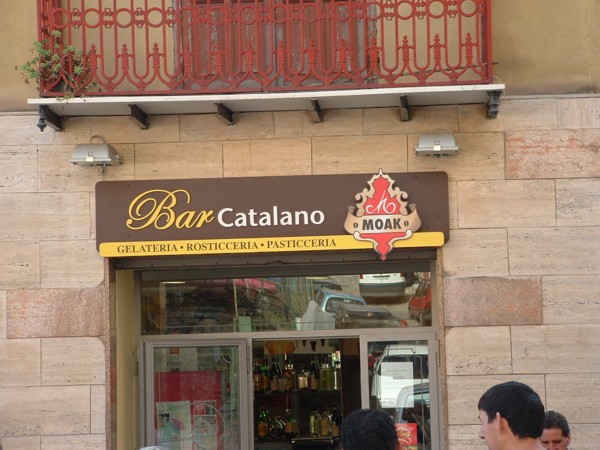 Bar Catalano
M
MOAK
GELATERIA • ROSTICCERIA • PASTICCERIA